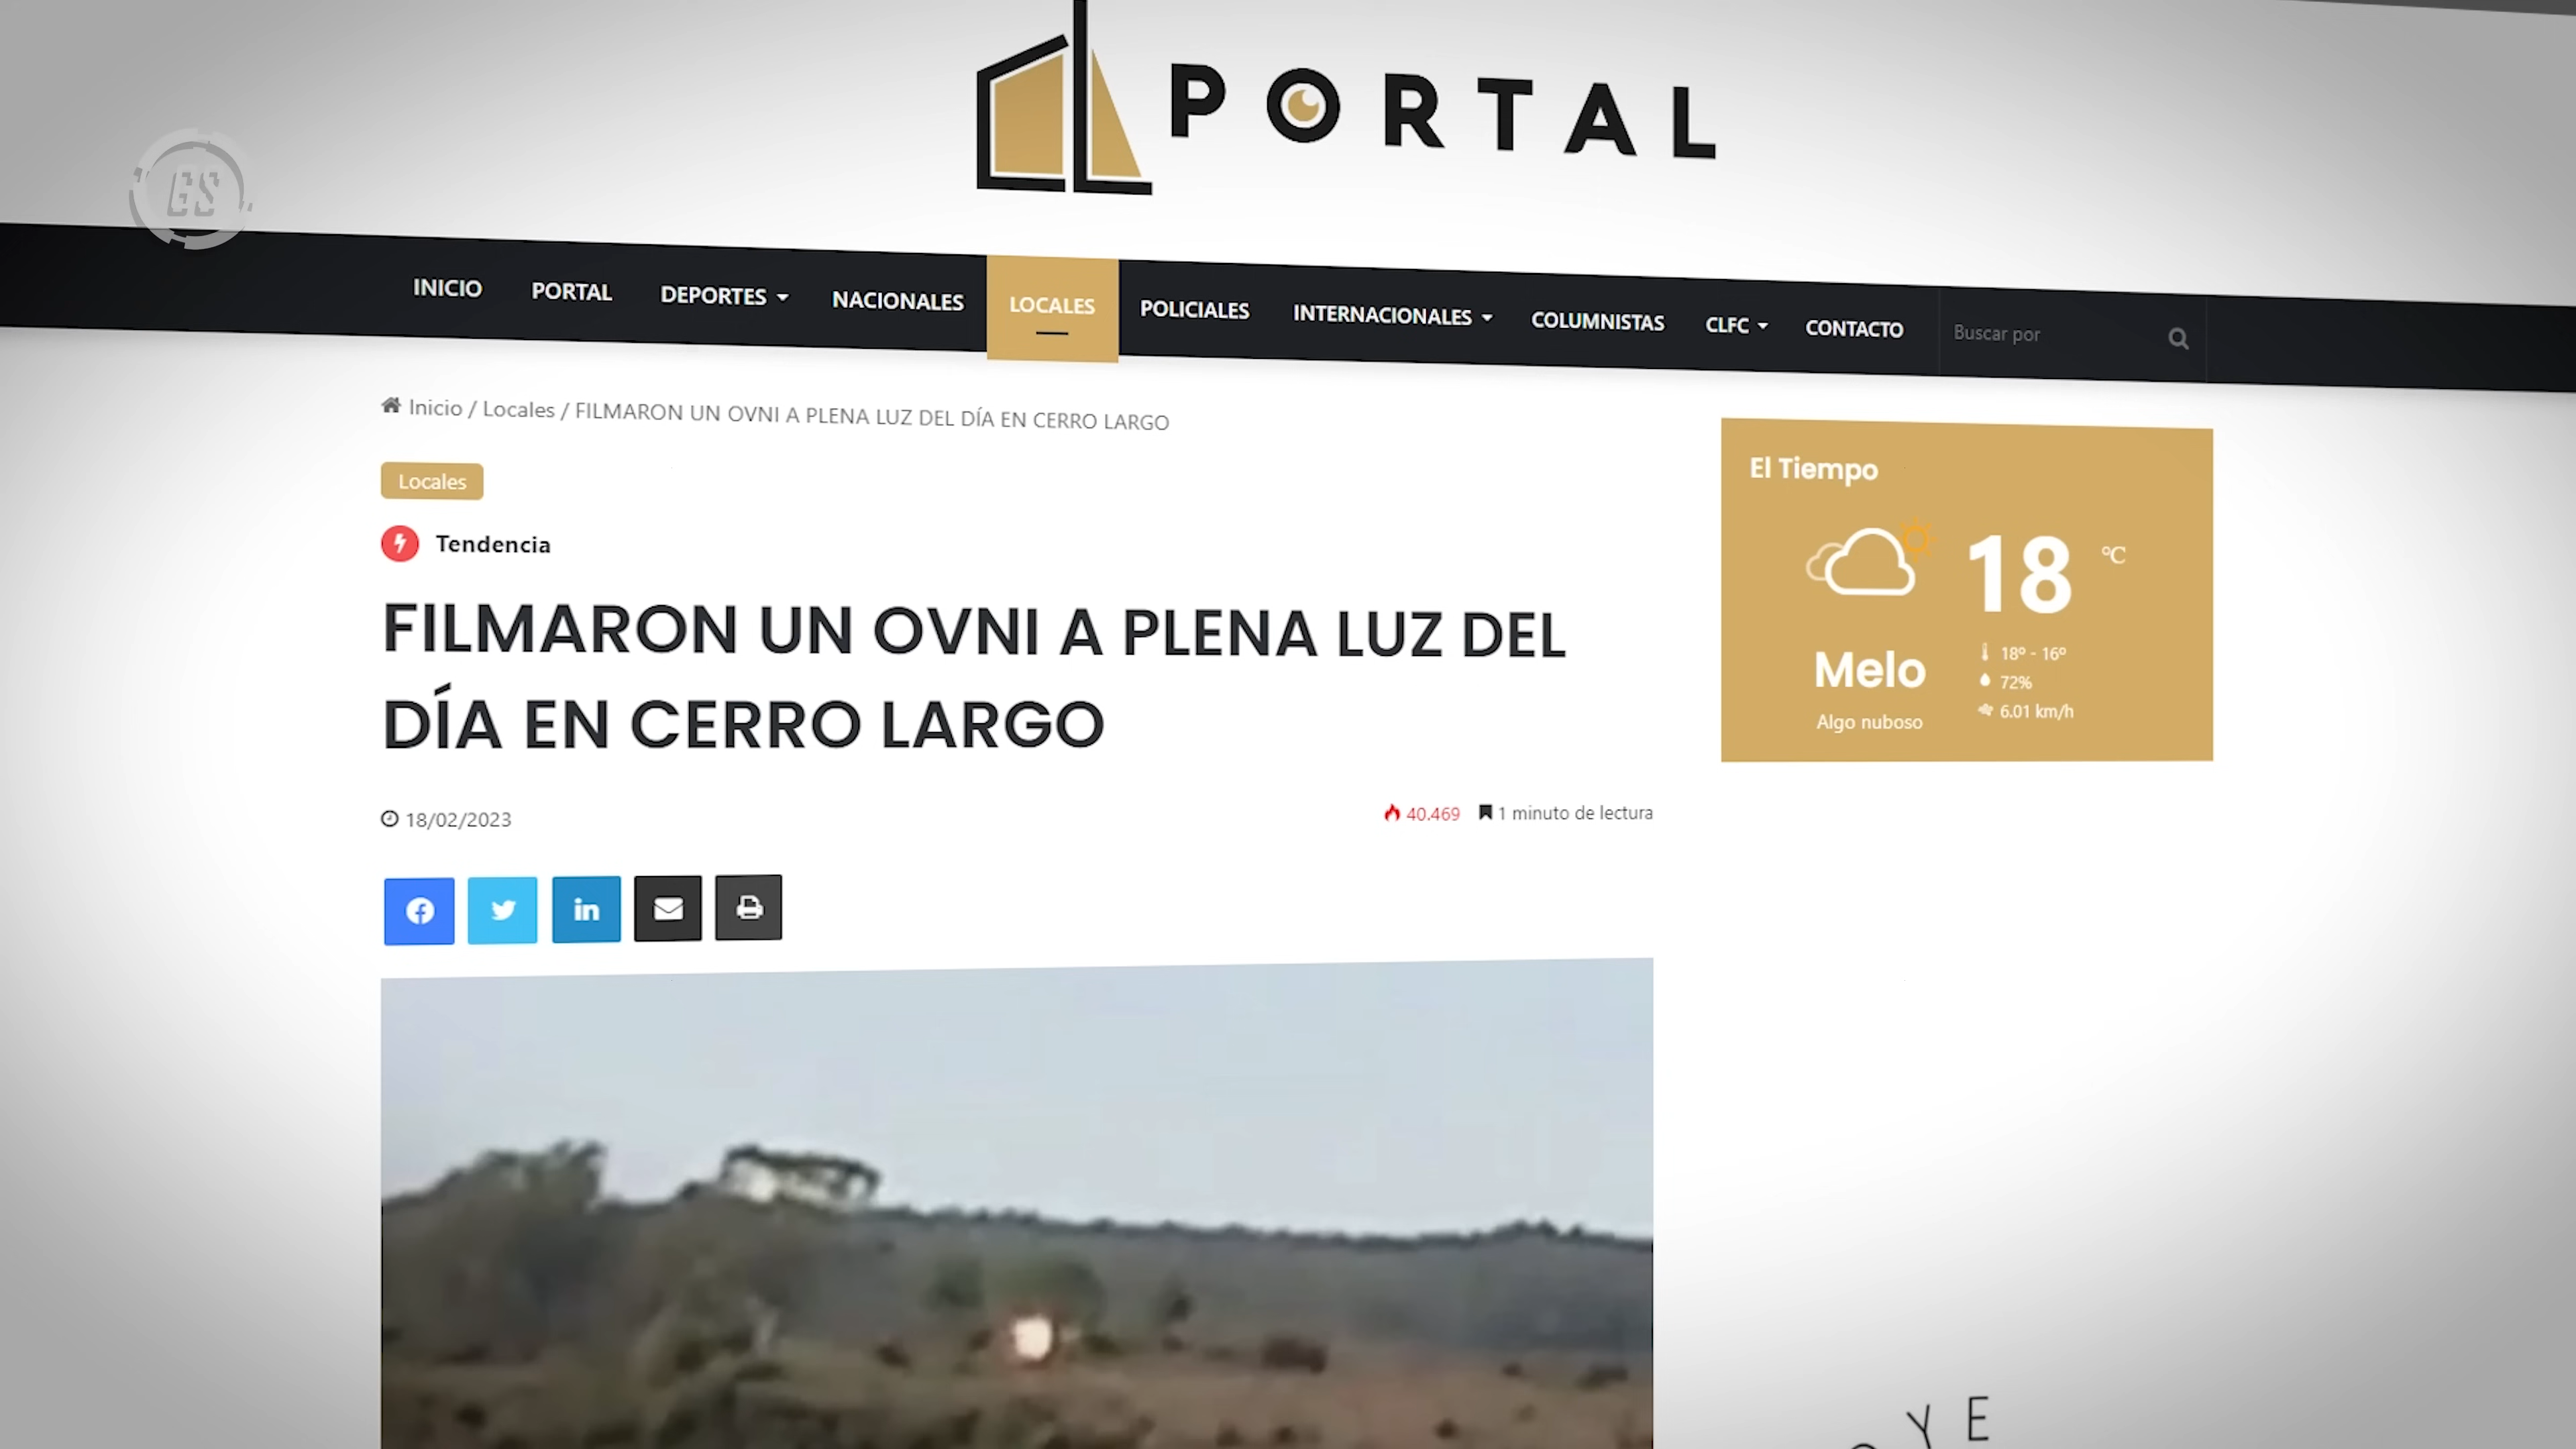 PORTAL
GS
INICIO PORTAL DEPORTES NACIONALES LOCALES POLICIALES INTERNACIONALES COLUMNISTAS CLFC CONTACTO Buscar por
Inicio / Locales / FILMARON UN OVNI A PLENA LUZ DEL DÍA EN CERRO LARGO
Locales
Tendencia
FILMARON UN OVNI A PLENA LUZ DEL
DÍA EN CERRO LARGO
18/02/2023
40.469 1 minuto de lectura
El Tiempo
18 °C
Melo
Algo nuboso
18º - 16º
72%
6.01 km/h